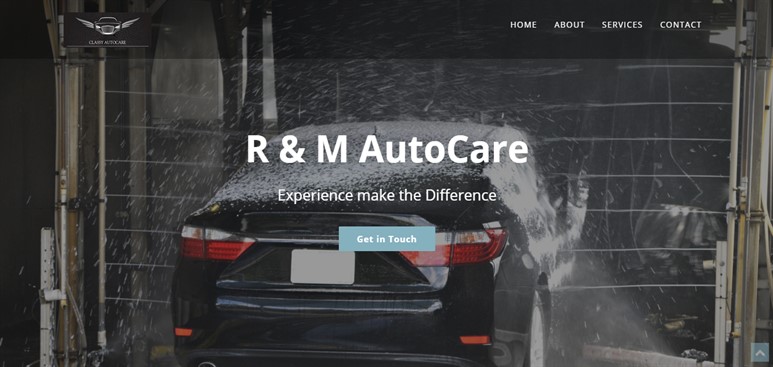 CLASSY AUTOCARE
HOME ABOUT SERVICES CONTACT
R & M AutoCare
Experience make the Difference
Get in Touch